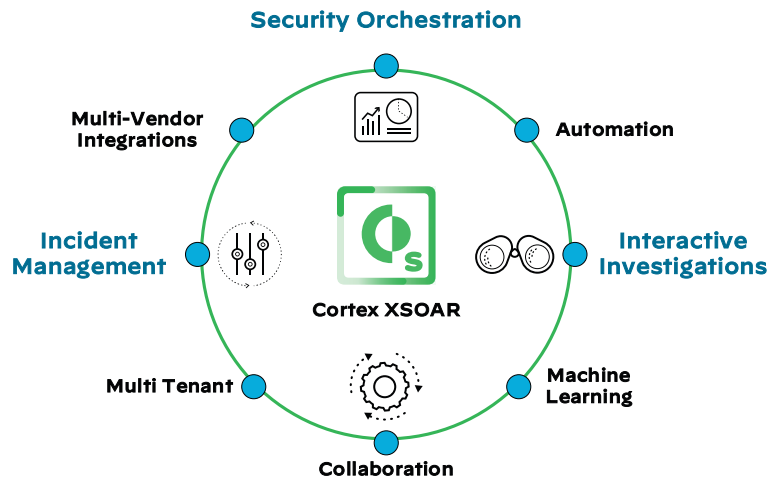 Security Orchestration
Multi-Vendor
Integrations
Automation
Incident
Management
Interactive
Investigations
S
Cortex XSOAR
Multi Tenant
Machine
Learning
Collaboration